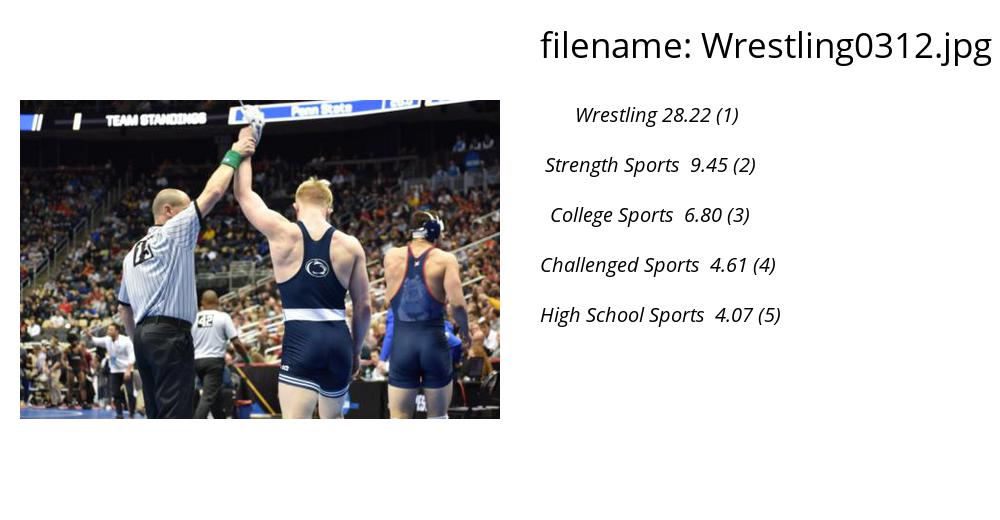 filename: Wrestling0312.jpg
TEAM STANDINGS
Penn State
Wrestling 28.22 (1)
Strength Sports 9.45 (2)
College Sports 6.80 (3)
Challenged Sports 4.61 (4)
High School Sports 4.07 (5)
42